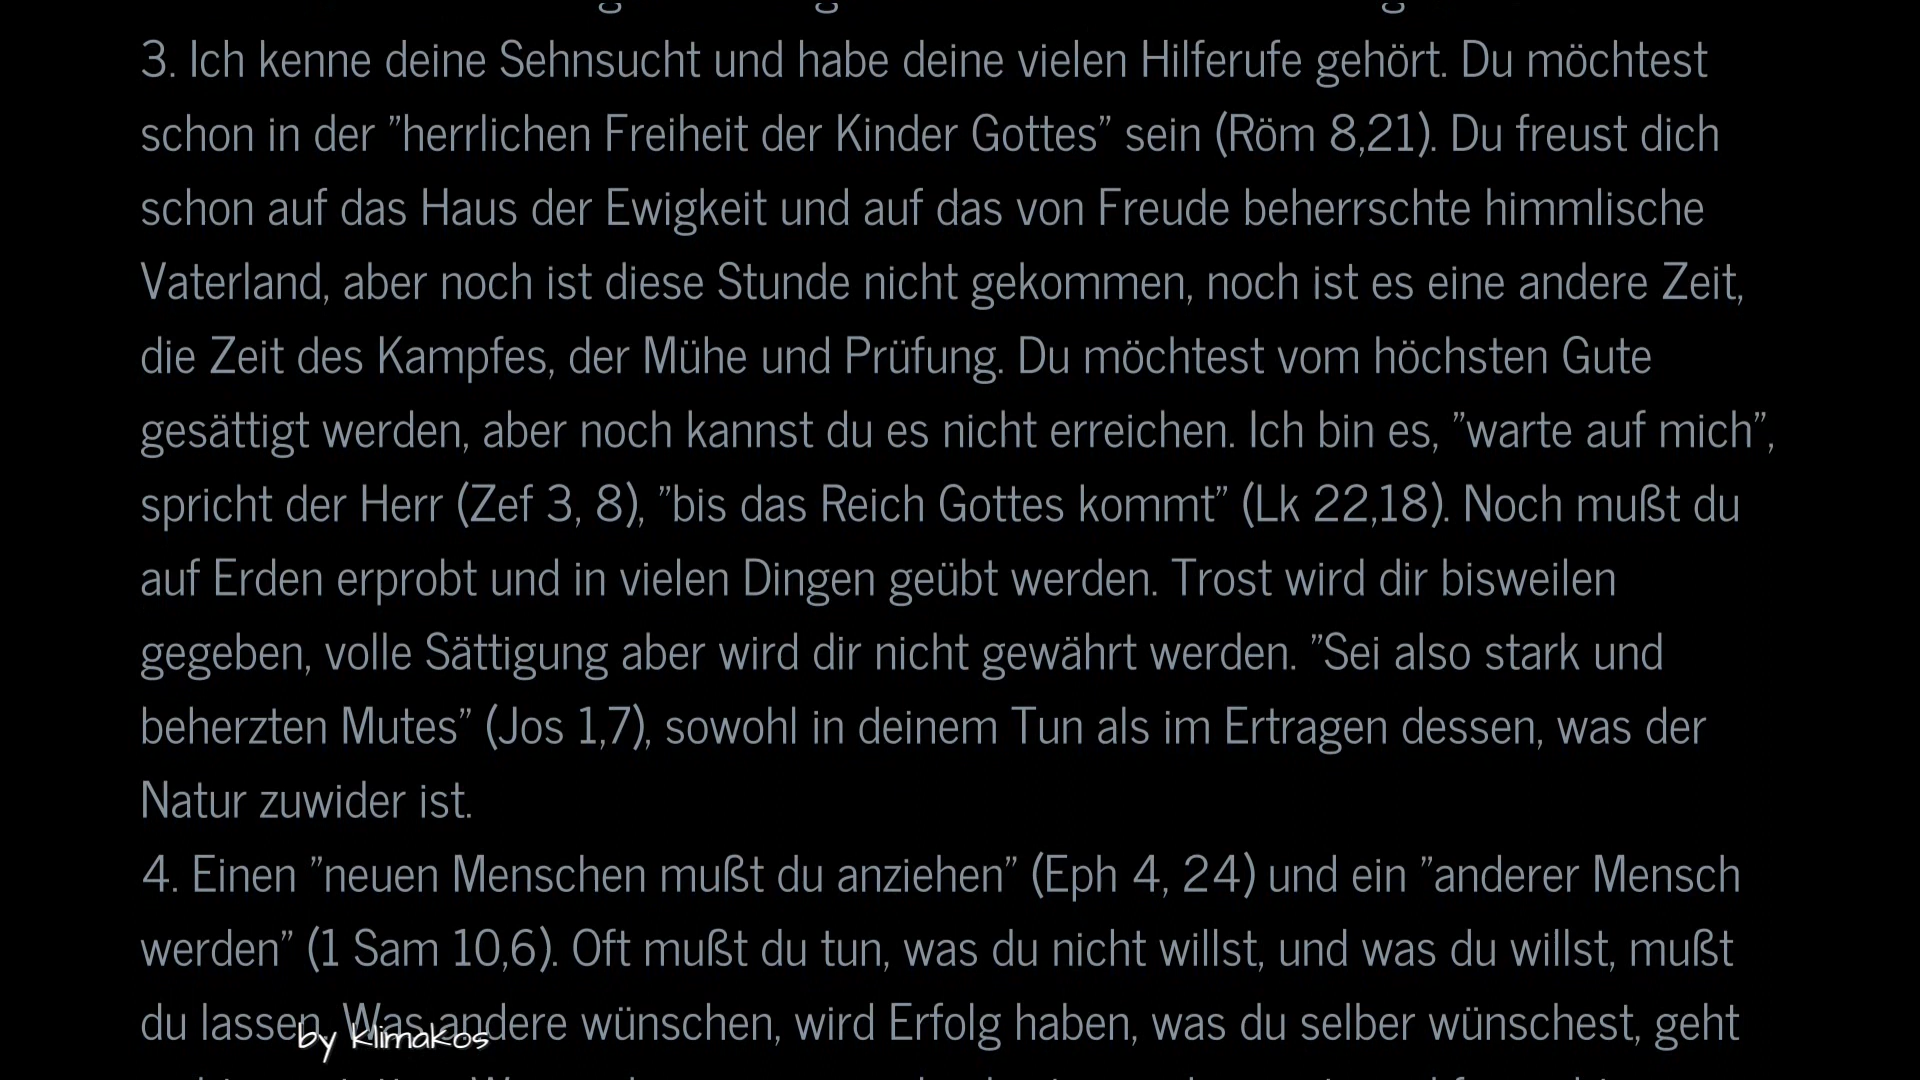 3. Ich kenne deine Sehnsucht und habe deine vielen Hilferufe gehört. Du möchtest
schon in der ”herrlichen Freiheit der Kinder Gottes” sein (Röm 8,21). Du freust dich
schon auf das Haus der Ewigkeit und auf das von Freude beherrschte himmlische
Vaterland, aber noch ist diese Stunde nicht gekommen, noch ist es eine andere Zeit,
die Zeit des Kampfes, der Mühe und Prüfung. Du möchtest vom höchsten Gute
gesättigt werden, aber noch kannst du es nicht erreichen. Ich bin es, ”warte auf mich”,
spricht der Herr (Zef 3, 8), ”bis das Reich Gottes kommt” (Lk 22,18). Noch mußt du
auf Erden erprobt und in vielen Dingen geübt werden. Trost wird dir bisweilen
gegeben, volle Sättigung aber wird dir nicht gewährt werden. ”Sei also stark und
beherzten Mutes” (Jos 1,7), sowohl in deinem Tun als im Ertragen dessen, was der
Natur zuwider ist.
4. Einen ”neuen Menschen mußt du anziehen” (Eph 4, 24) und ein ”anderer Mensch
werden” (1 Sam 10,6). Oft mußt du tun, was du nicht willst, und was du willst, mußt
du lassen. Was andere wünschen, wird Erfolg haben, was du selber wünschest, geht
by klimakos